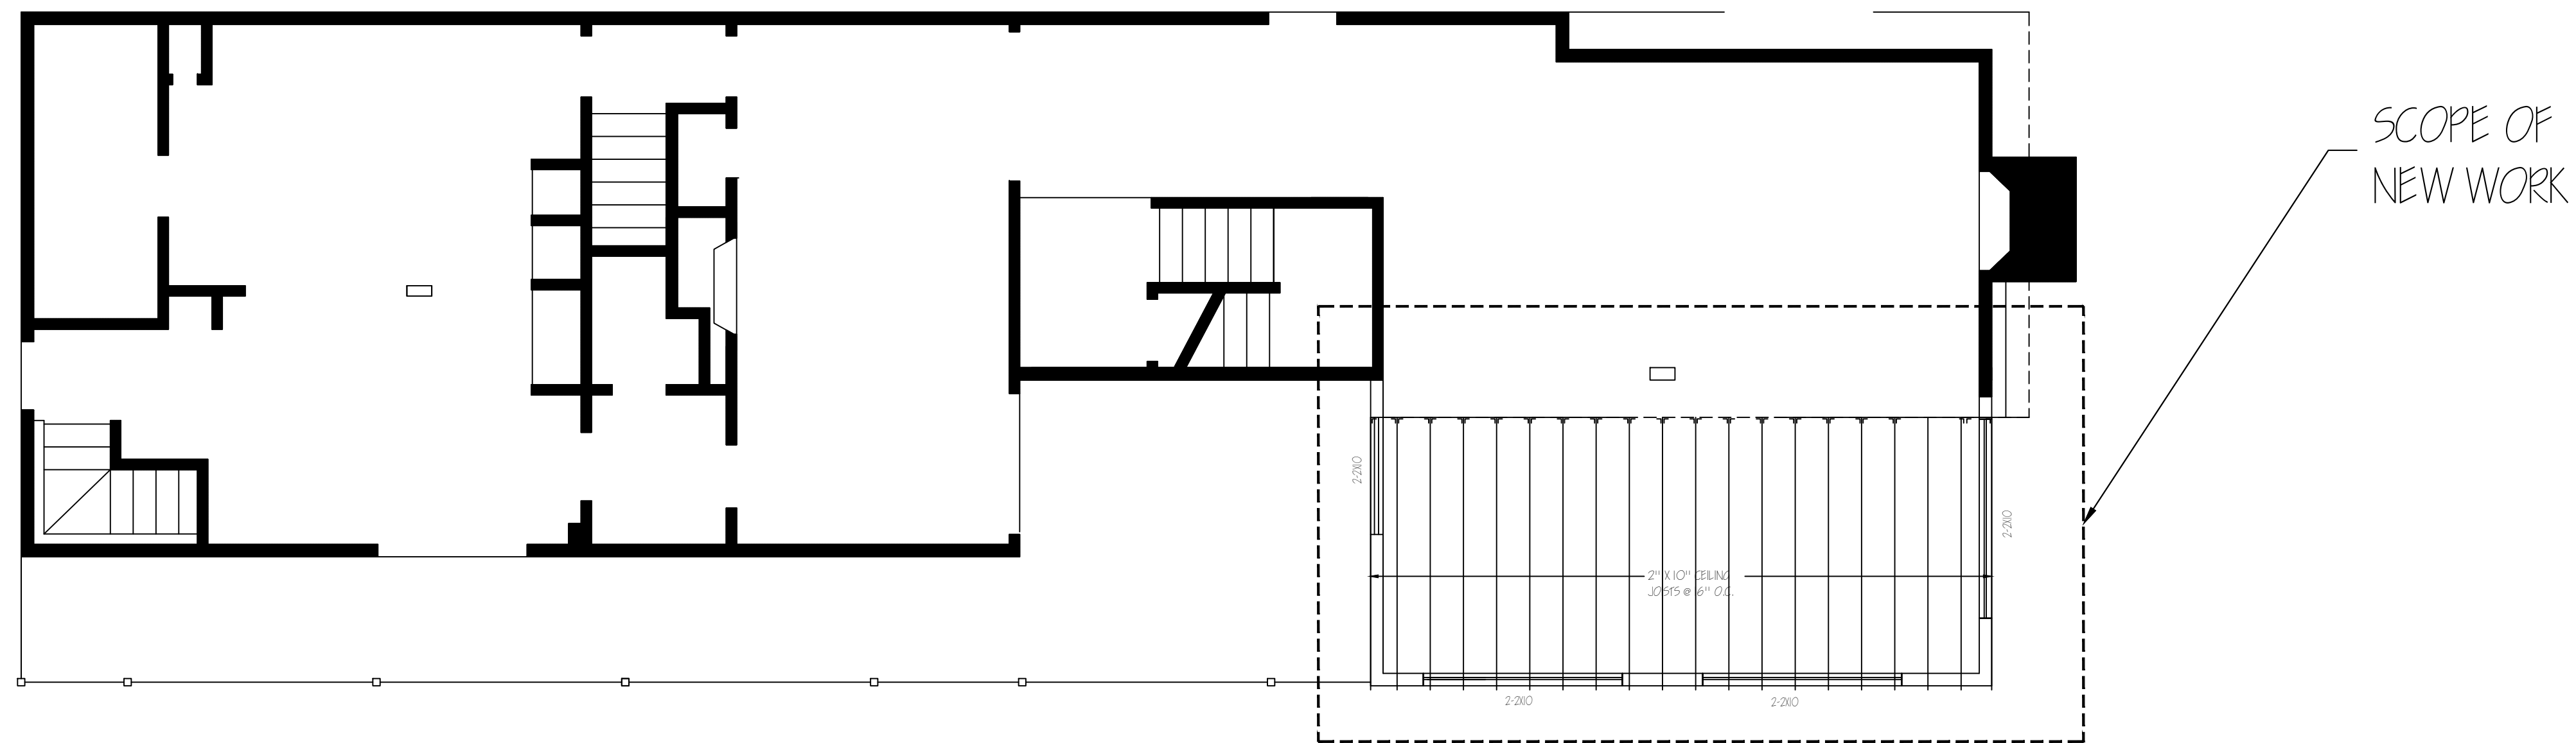 SCOPE OF
NEW WORK
2-2X10
2-2X10
2" X 10" CEILING
JOISTS @ 16" O.C.
2-2X10
2-2X10